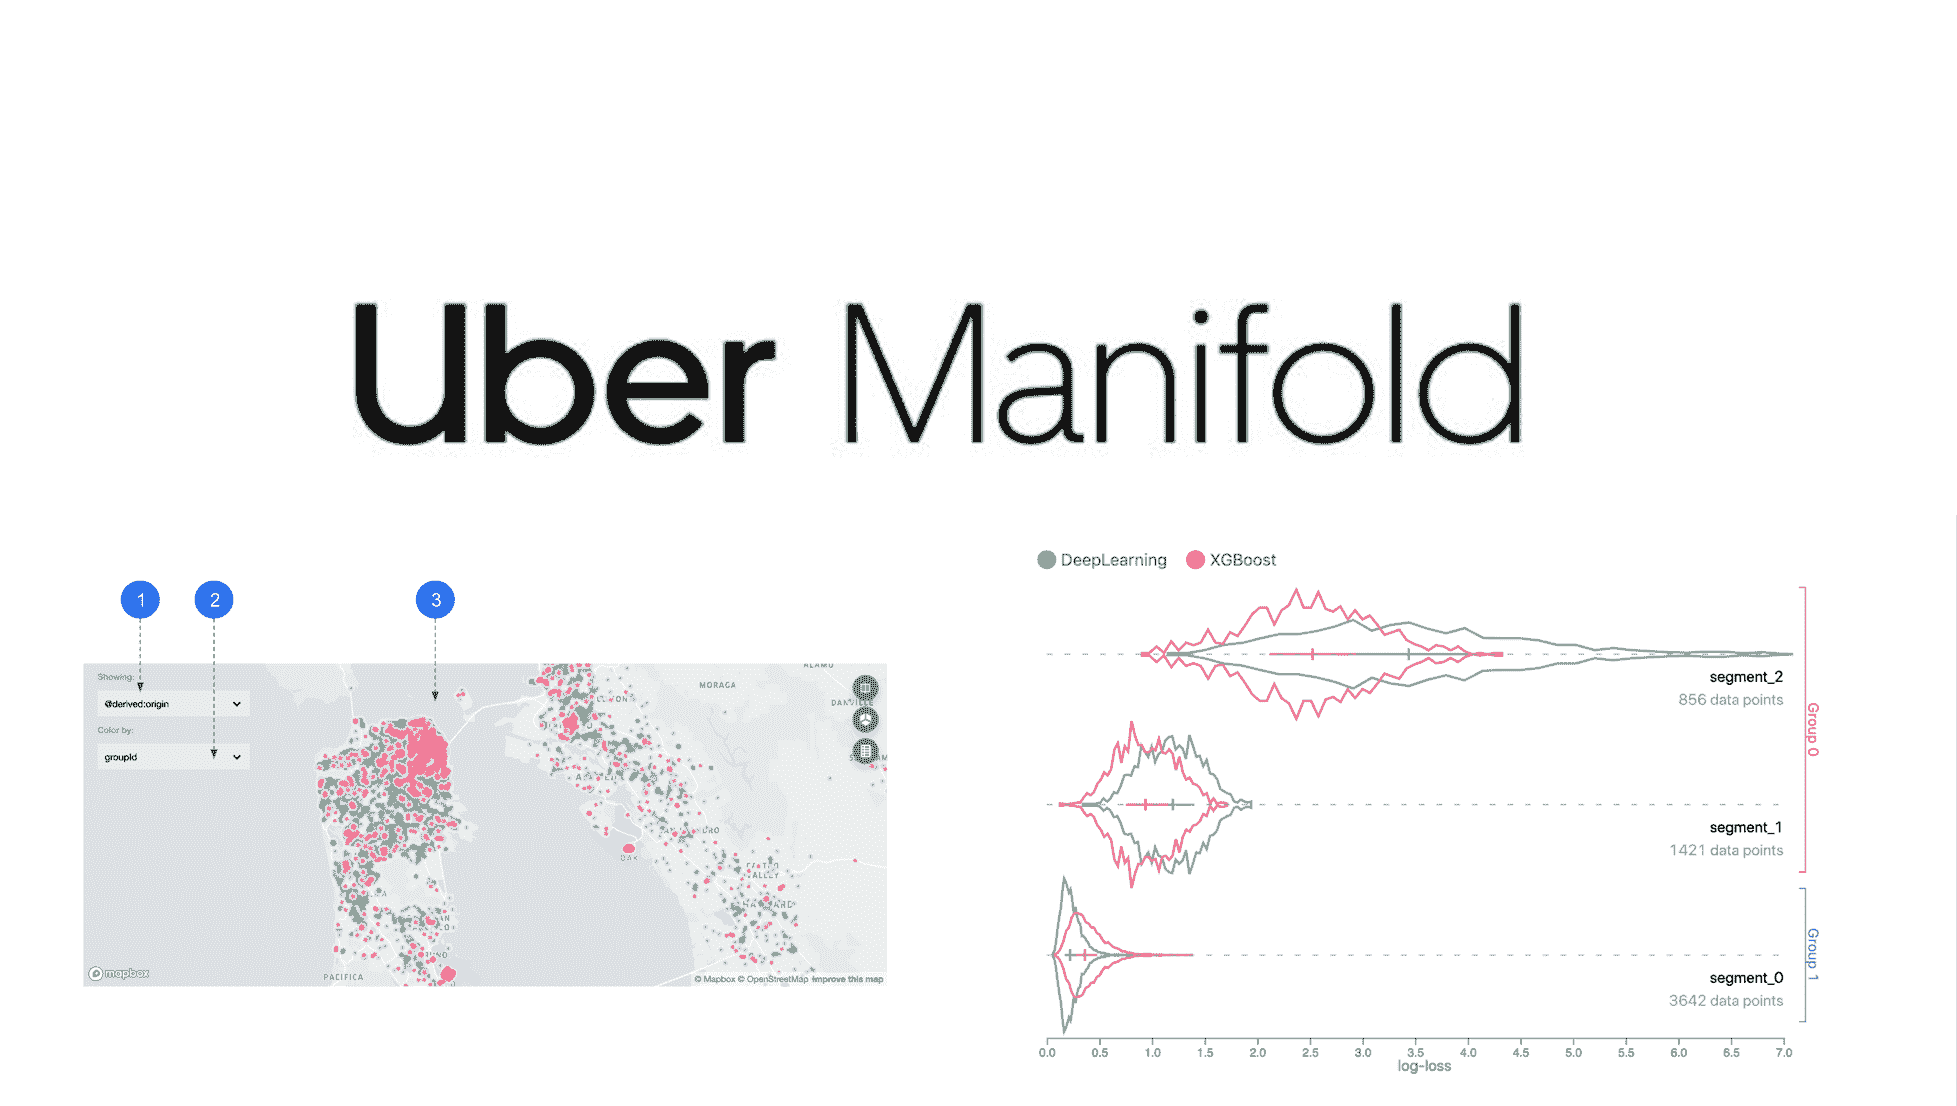 Uber Manifold
1
2
3
Showing:
@derived:origin
Color by:
groupId
ALAMO
MORAGA
OAK
PACIFICA
mapbox
© Mapbox © OpenStreetMap Improve this map
DeepLearning
XGBoost
segment_2
856 data points
segment_1
1421 data points
Group 0
segment_0
3642 data points
Group 1
0.0 0.5 1.0 1.5 2.0 2.5 3.0 3.5 4.0 4.5 5.0 5.5 6.0 6.5 7.0
log-loss